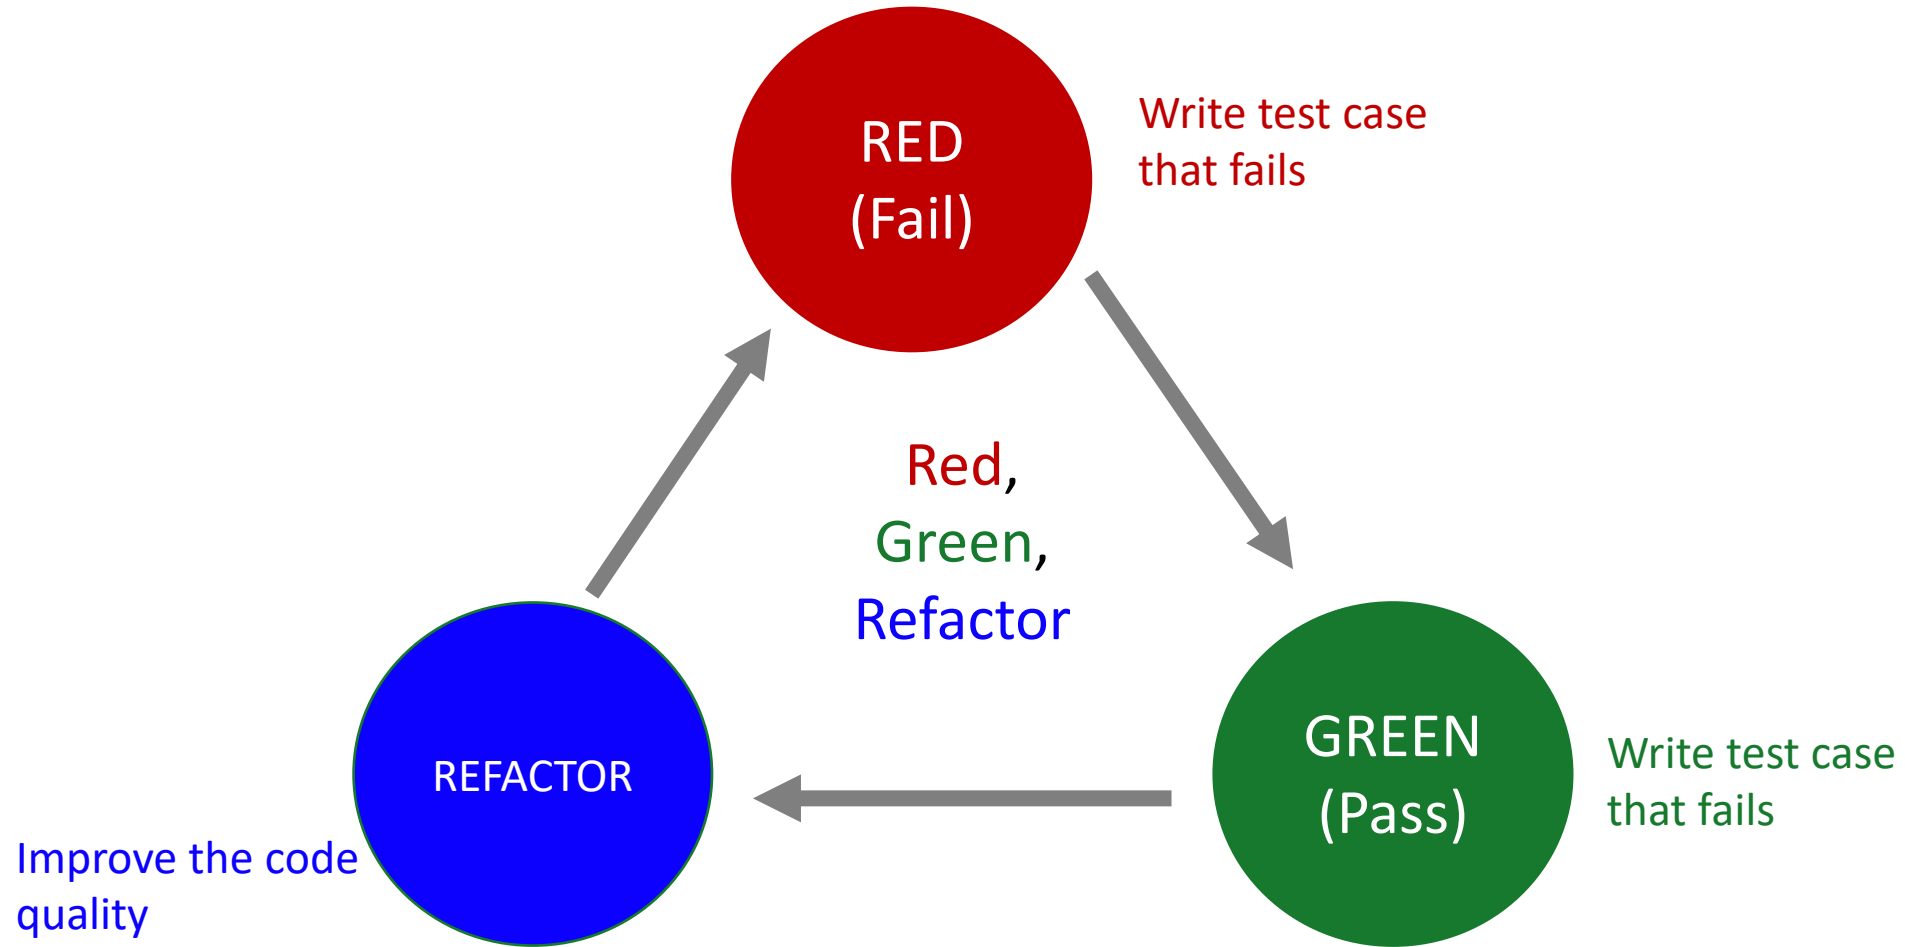 RED
(Fail)
Write test case
that fails
Red,
Green,
Refactor
REFACTOR
Improve the code
quality
GREEN
(Pass)
Write test case
that fails